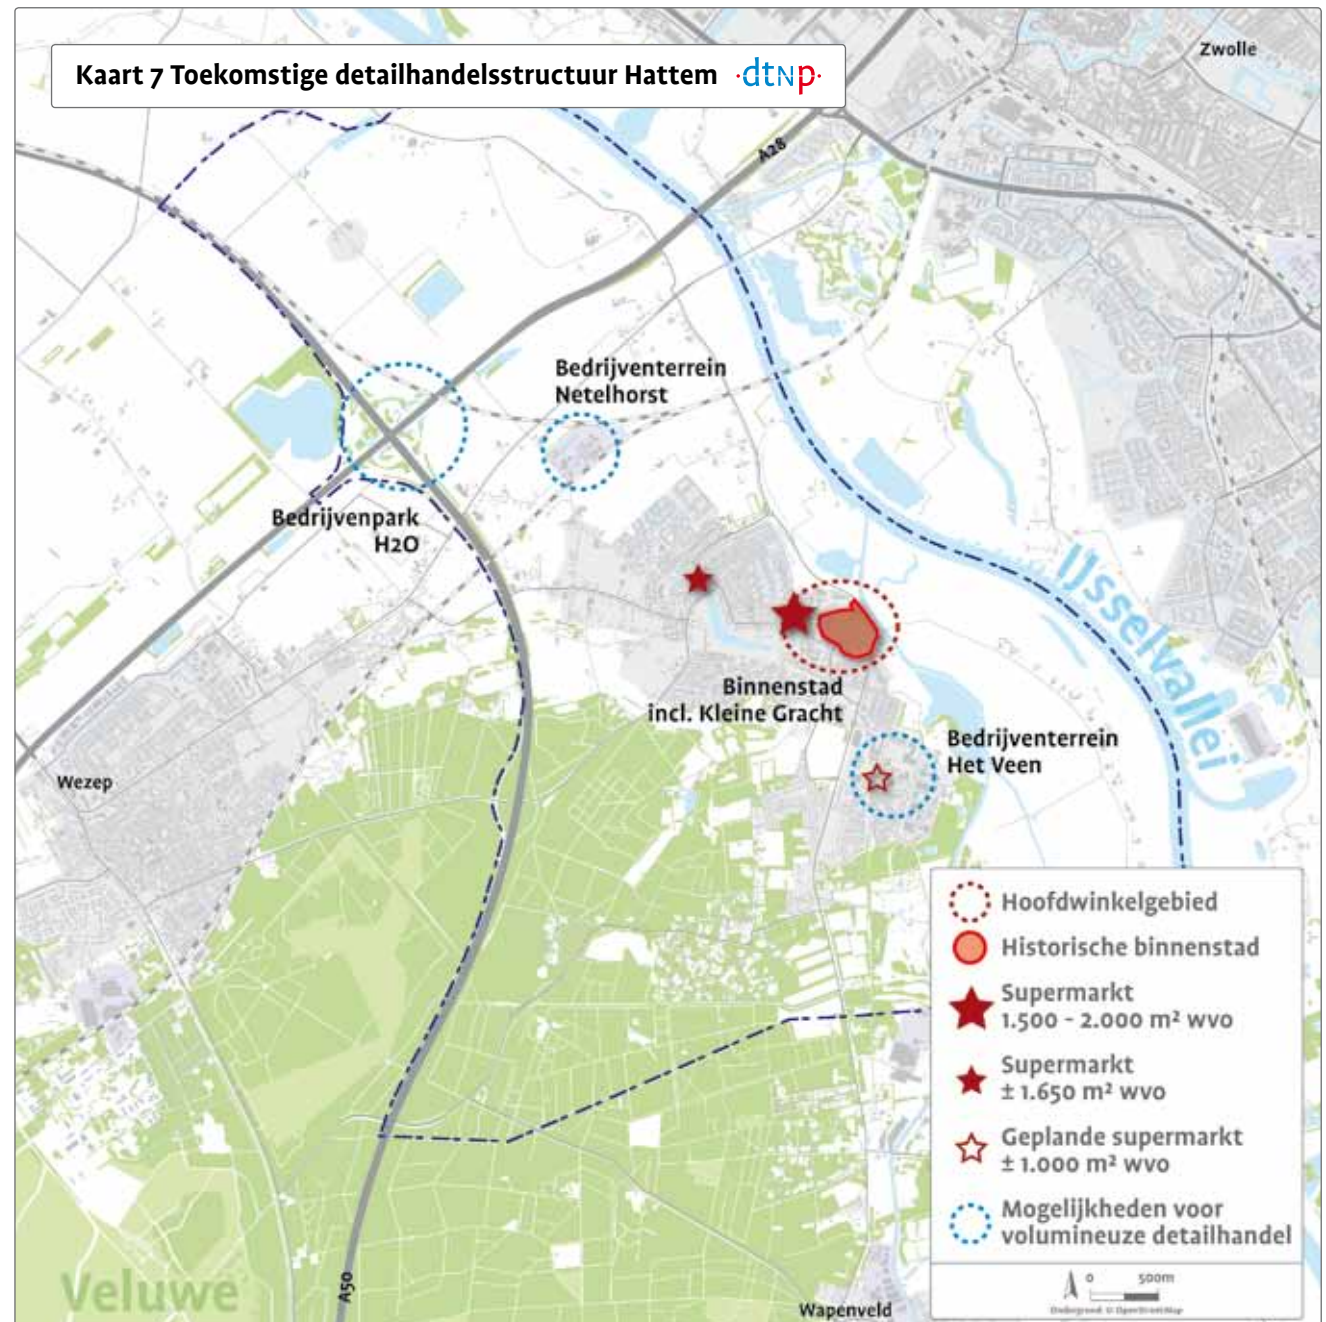 Kaart 7 Toekomstige detailhandelsstructuur Hattem ·dtnp·
Zwolle
A28
Bedrijventerrein
Netelhorst
Bedrijvenpark
H2O
IJsselvallei
Binnenstad
incl. Kleine Gracht
Bedrijventerrein
Het Veen
Wezep
Hoofdwinkelgebied
Historische binnenstad
Supermarkt
1.500 - 2.000 m² wvo
Supermarkt
± 1.650 m² wvo
Geplande supermarkt
± 1.000 m² wvo
Mogelijkheden voor
volumineuze detailhandel
0 500m
Ondergrond: © OpenStreetMap
Veluwe
A50
Wapenveld